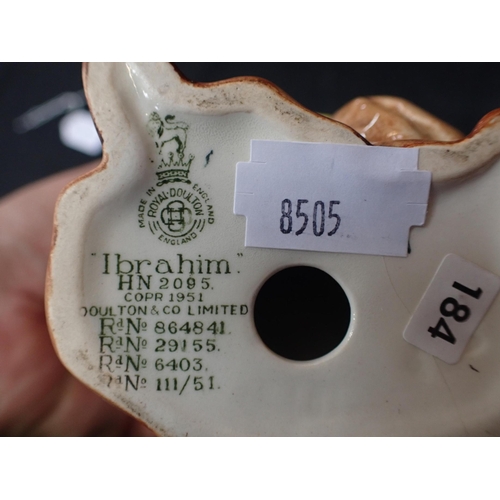 MADE IN ENGLAND
ROYAL·DOULTON
ENGLAND
8505
"Ibrahim".
HN 2095.
COPR 1951
DOULTON & CO LIMITED
Rd No 864841.
Rd No 29155.
Rd No 6403.
Rd No 111/51.
184